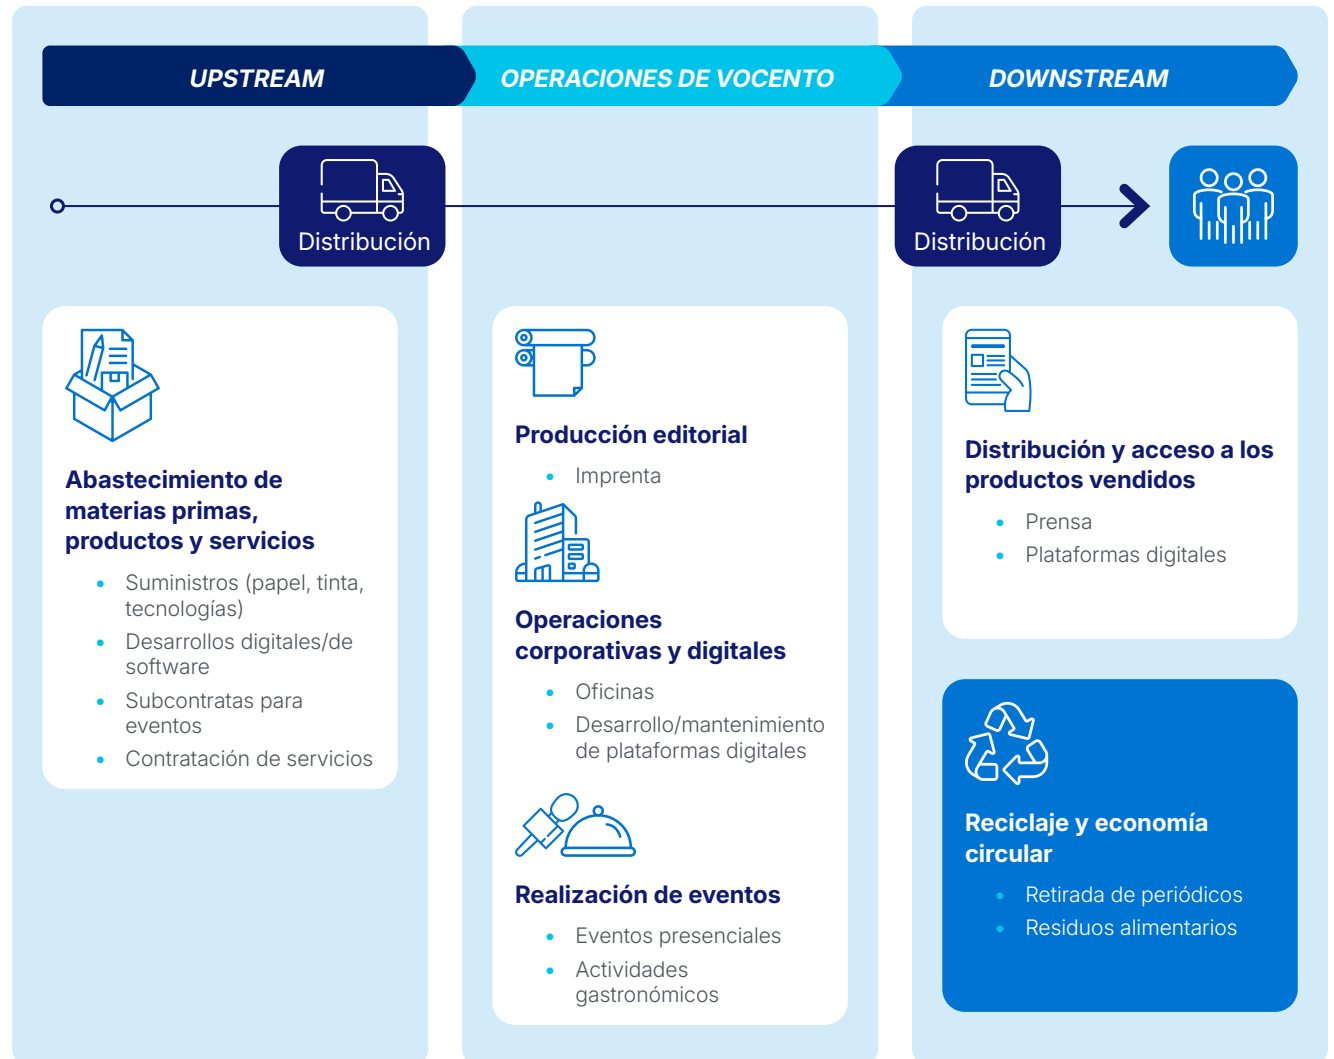 UPSTREAM
OPERACIONES DE VOCENTO
DOWNSTREAM
Distribución
Distribución
Abastecimiento de
materias primas,
productos y servicios
• Suministros (papel, tinta,
tecnologías)
• Desarrollos digitales/de
software
• Subcontratas para
eventos
• Contratación de servicios
Producción editorial
• Imprenta
Operaciones
corporativas y digitales
• Oficinas
• Desarrollo/mantenimiento
de plataformas digitales
Realización de eventos
• Eventos presenciales
• Actividades
gastronómicos
Distribución y acceso a los
productos vendidos
• Prensa
• Plataformas digitales
Reciclaje y economía
circular
• Retirada de periódicos
• Residuos alimentarios